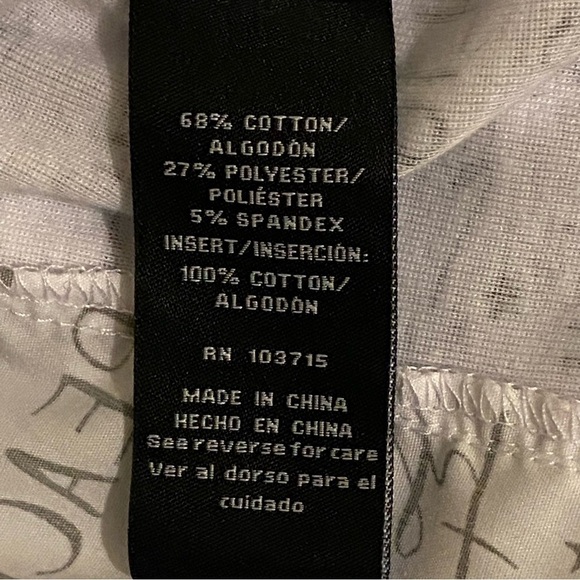 68% COTTON/
ALGODÓN
27% POLYESTER/
POLIÉSTER
5% SPANDEX
INSERT/INSERCIÓN:
100% COTTON/
ALGODÓN
RN 103715
MADE IN CHINA
HECHO EN CHINA
See reverse for care
Ver al dorso para el
cuidado